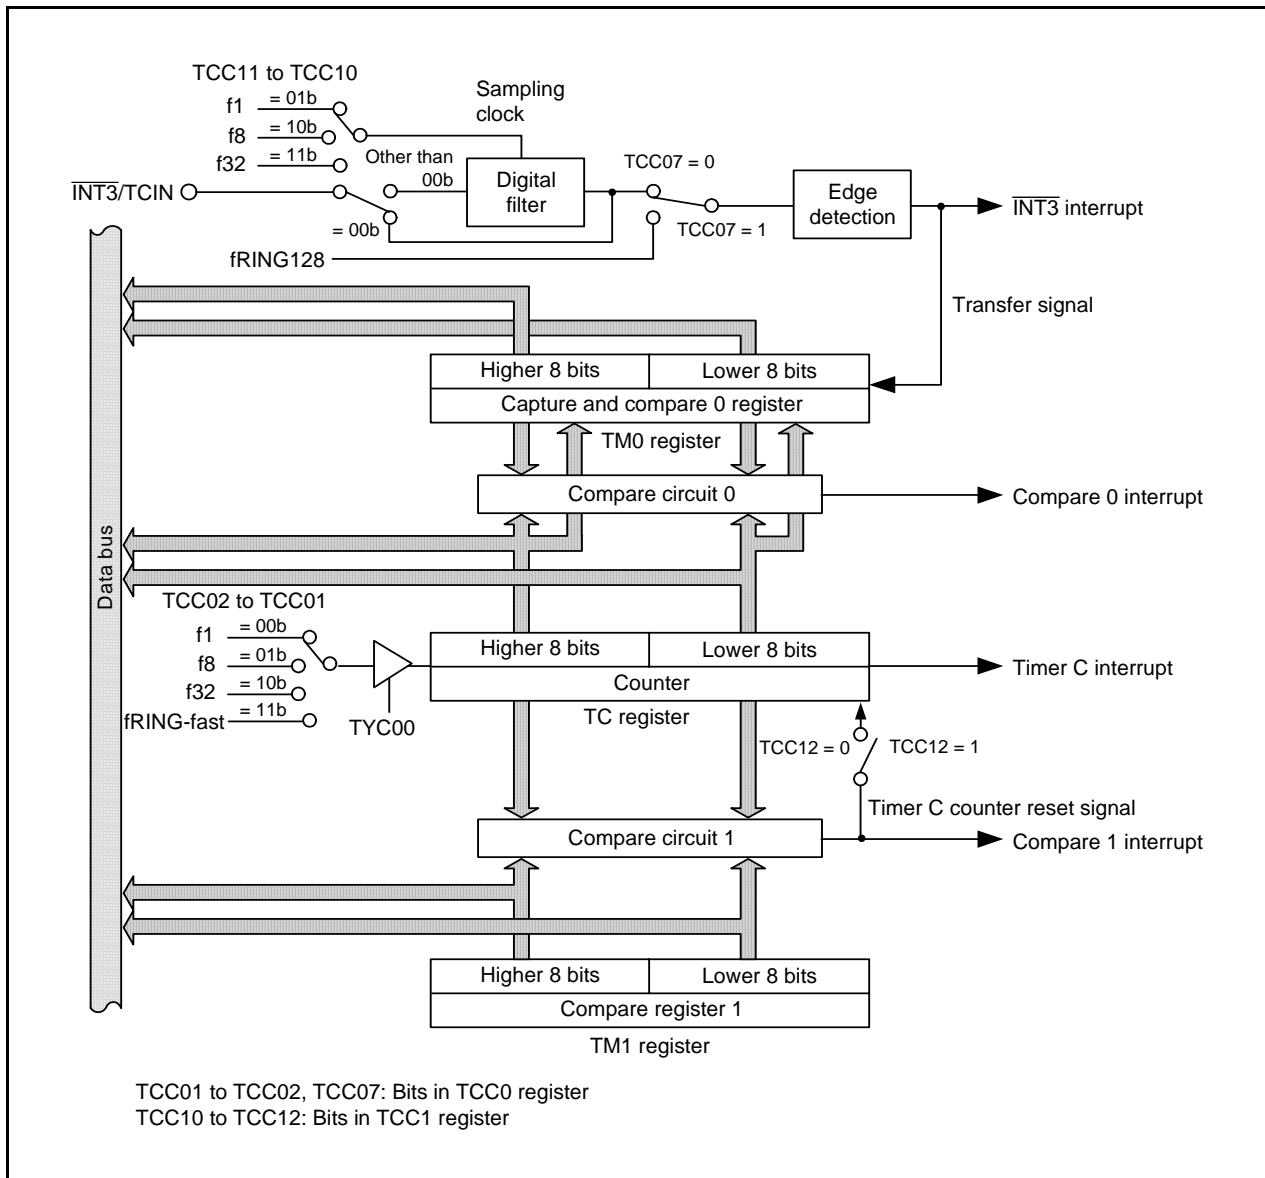 TCC11 to TCC10
Sampling
clock
f1
= 01b
f8
= 10b
f32
= 11b
Other than
00b
TCC07 = 0
INT3/TCIN
Digital
filter
Edge
detection
INT3 interrupt
= 00b
TCC07 = 1
fRING128
Transfer signal
Higher 8 bits
Lower 8 bits
Capture and compare 0 register
TM0 register
Compare circuit 0
Compare 0 interrupt
Data bus
TCC02 to TCC01
f1
= 00b
f8
= 01b
f32
= 10b
fRING-fast
= 11b
TYC00
Higher 8 bits
Lower 8 bits
Counter
Timer C interrupt
TC register
TCC12 = 0
TCC12 = 1
Timer C counter reset signal
Compare circuit 1
Compare 1 interrupt
Higher 8 bits
Lower 8 bits
Compare register 1
TM1 register
TCC01 to TCC02, TCC07: Bits in TCC0 register
TCC10 to TCC12: Bits in TCC1 register